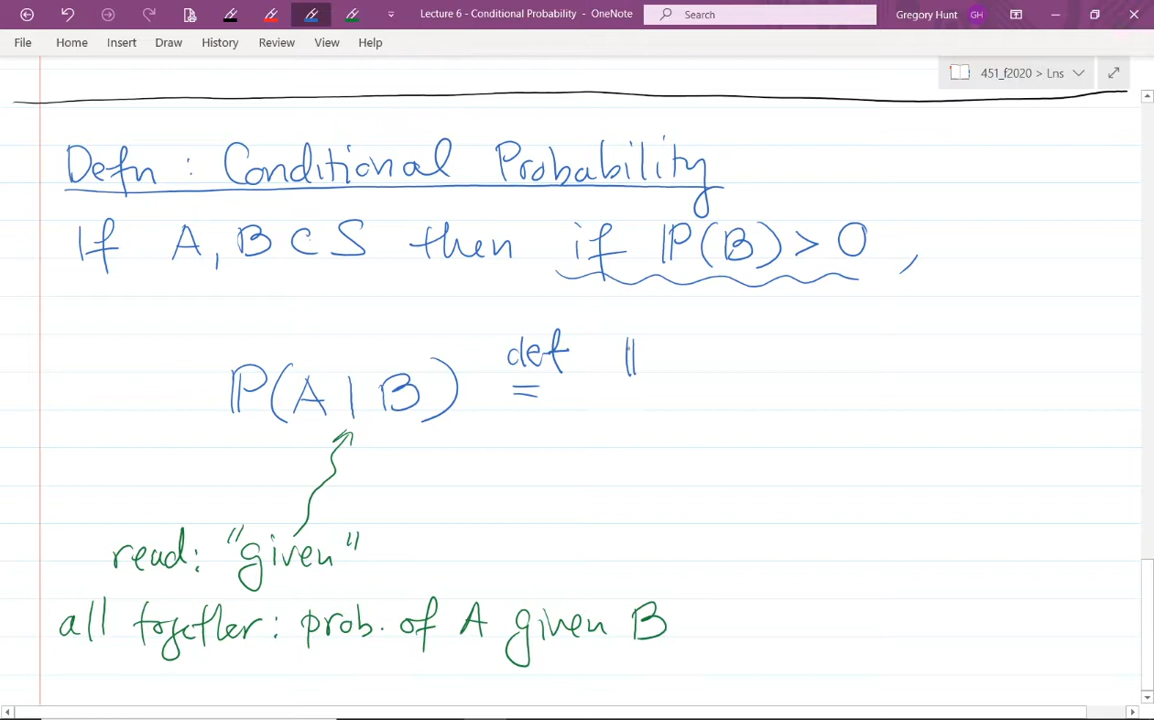 Lecture 6 - Conditional Probability - OneNote
Search
Gregory Hunt
GH
File Home Insert Draw History Review View Help
451_f2020 > Lns
Defn : Conditional Probability
If A, B ⊂ S then if ℙ(B) > 0 ,
ℙ(A | B) def =
read: "given"
all together: prob. of A given B